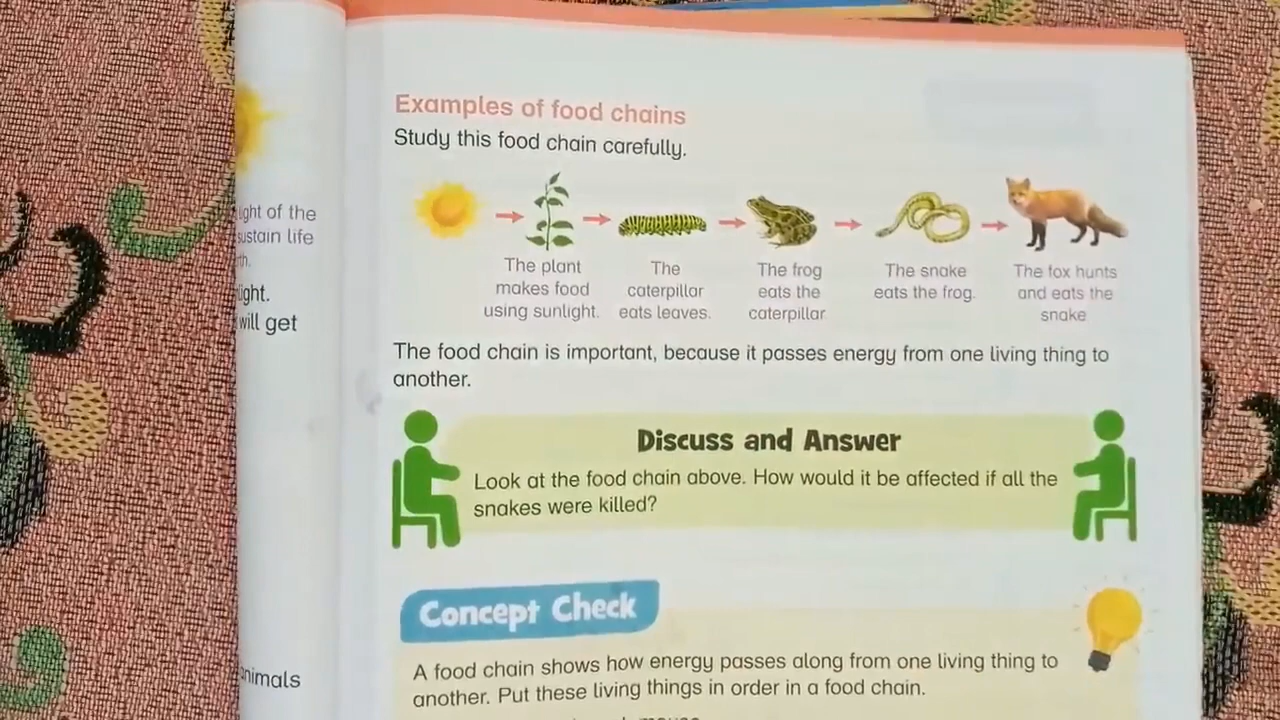 ight of the
sustain life
th.
light.
will get
animals
Examples of food chains
Study this food chain carefully.
The plant
makes food
using sunlight.
The
caterpillar
eats leaves.
The frog
eats the
caterpillar
The snake
eats the frog.
The fox hunts
and eats the
snake
The food chain is important, because it passes energy from one living thing to
another.
Discuss and Answer
Look at the food chain above. How would it be affected if all the
snakes were killed?
Concept Check
A food chain shows how energy passes along from one living thing to
another. Put these living things in order in a food chain.